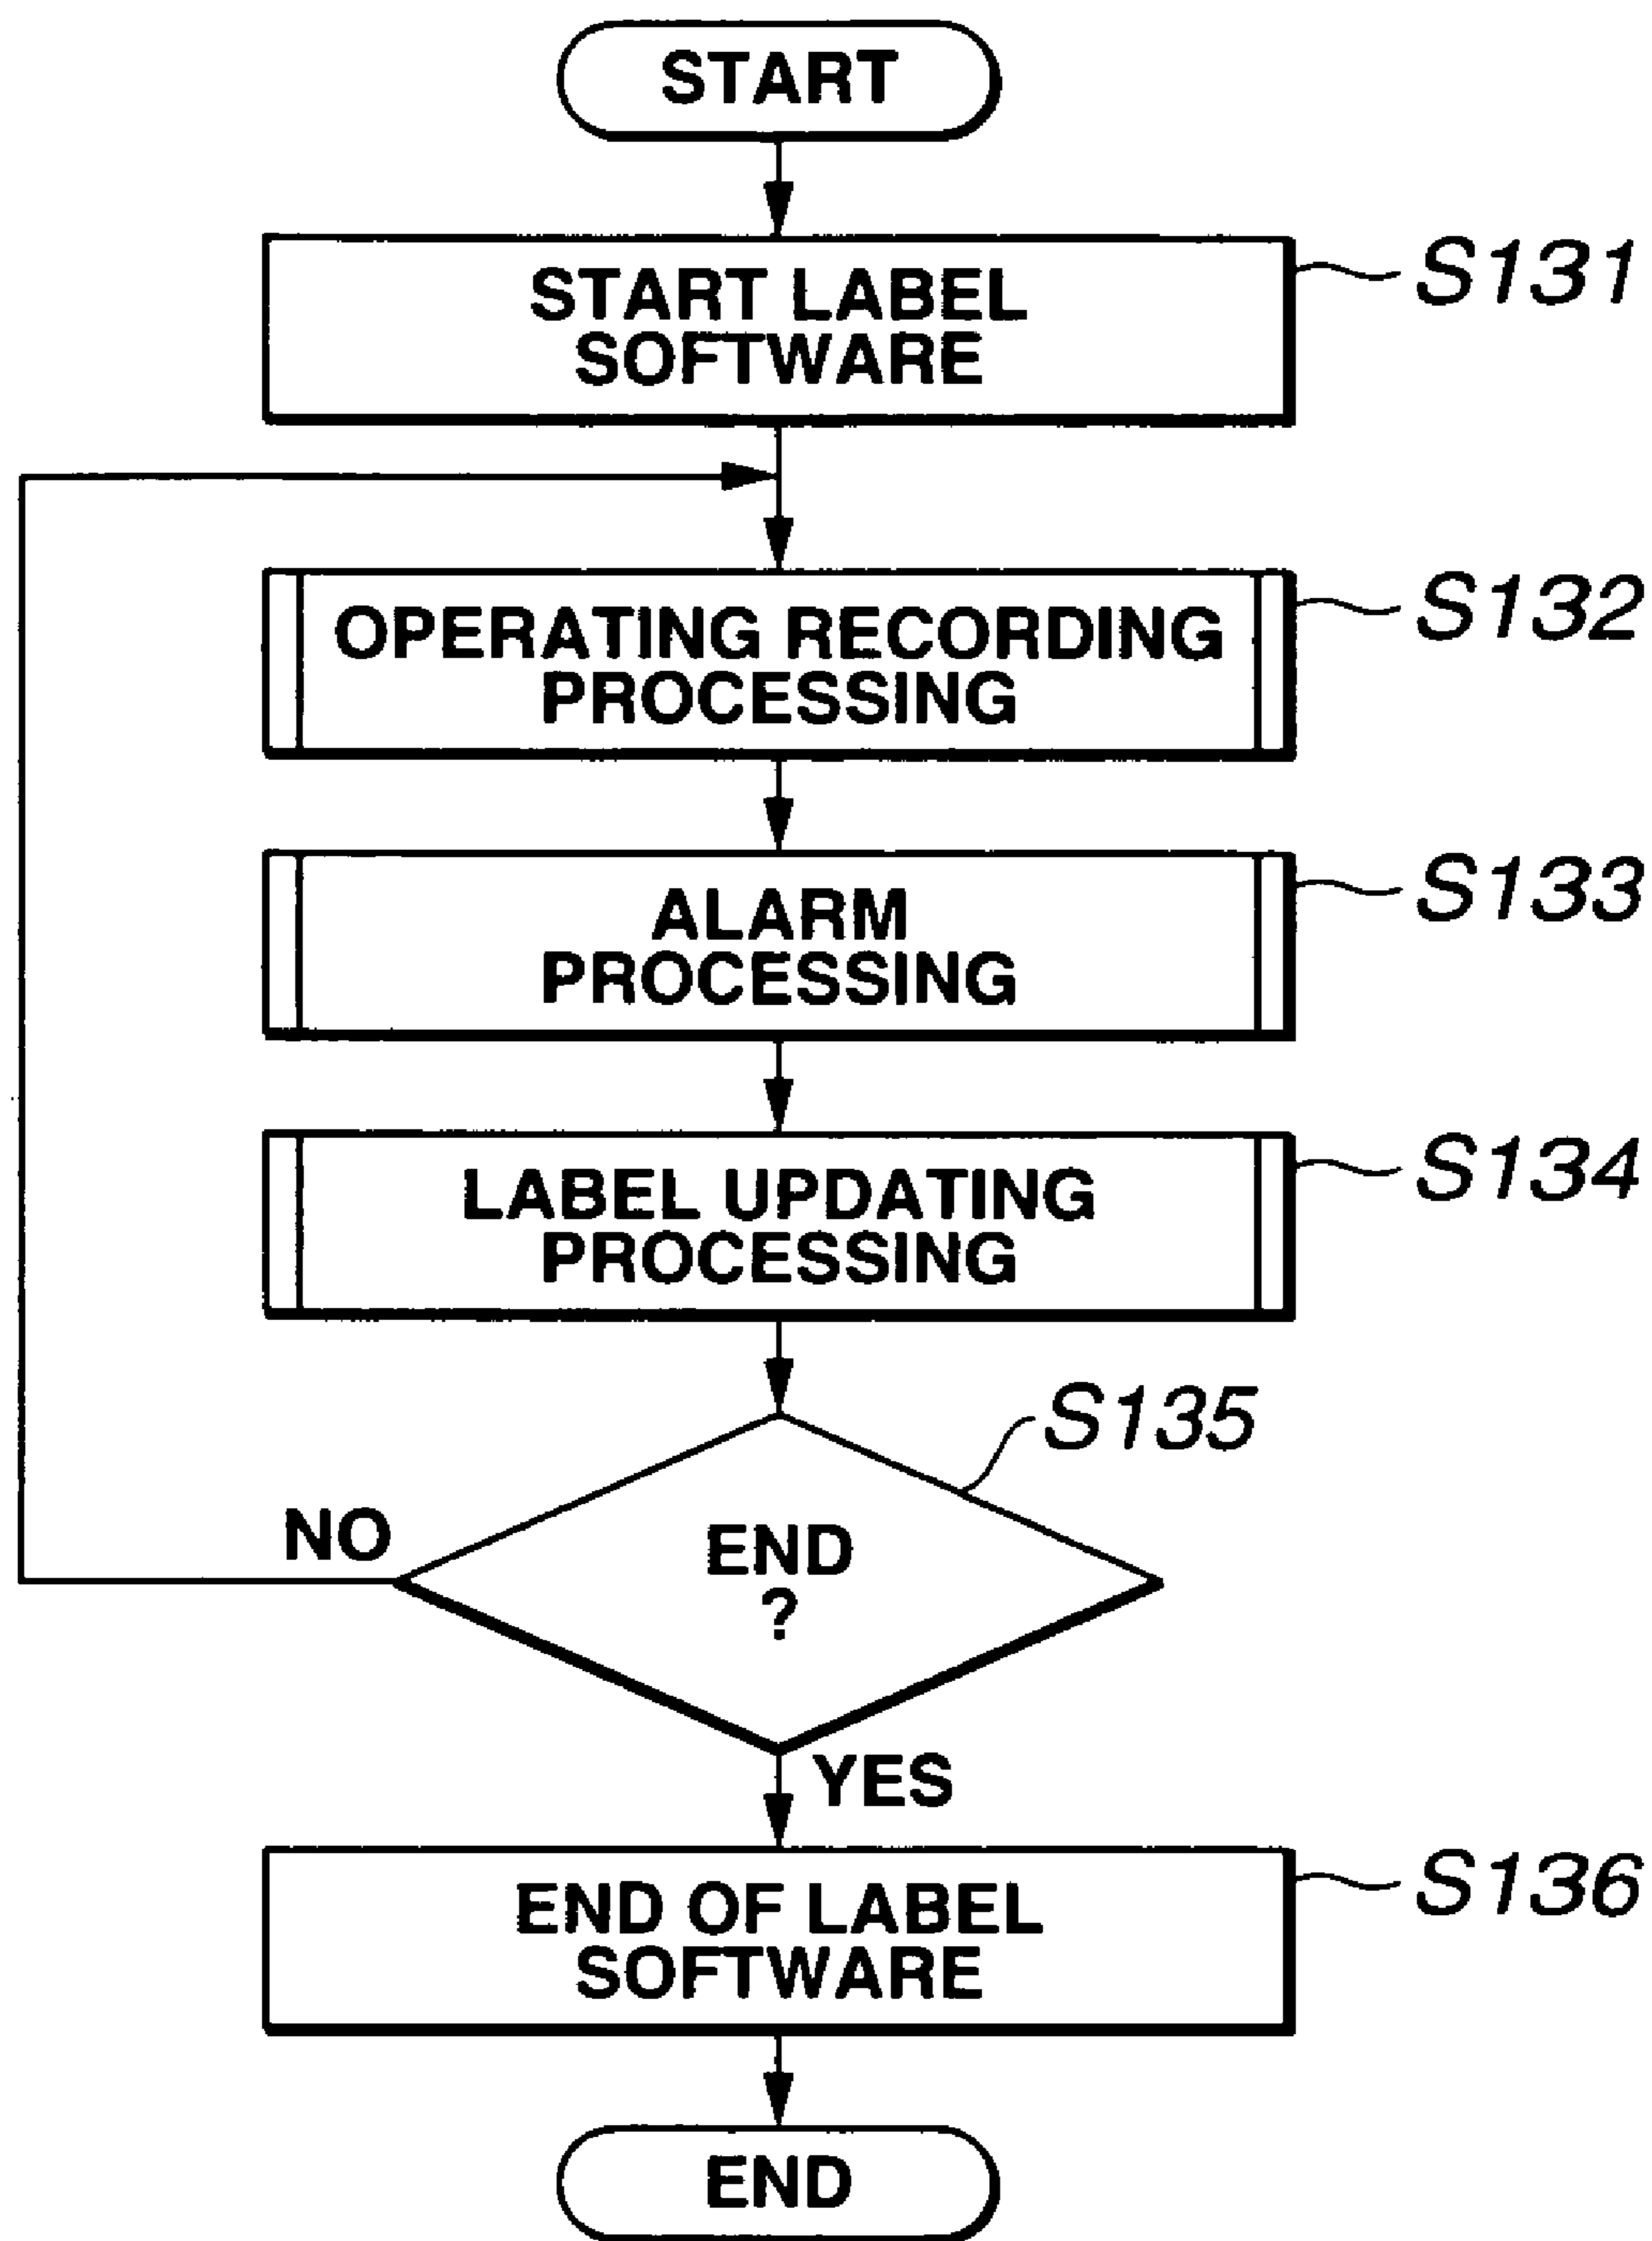 START
START LABEL
SOFTWARE
S131
OPERATING RECORDING
PROCESSING
S132
ALARM
PROCESSING
S133
LABEL UPDATING
PROCESSING
S134
S135
NO
END
?
YES
END OF LABEL
SOFTWARE
S136
END